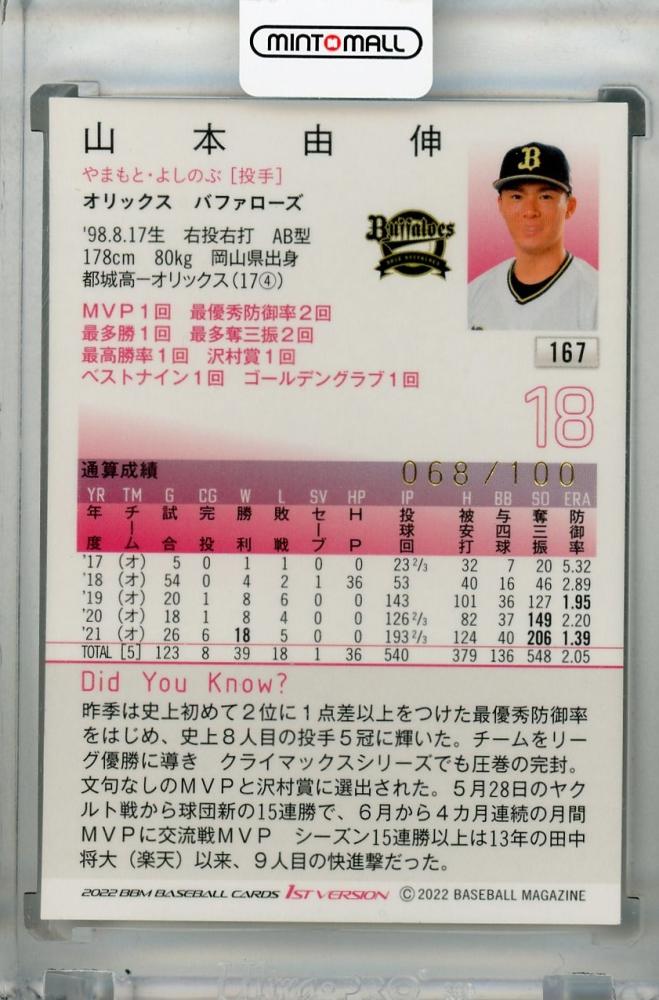 MINTOMALL
山本由伸
やまもと・よしのぶ［投手］
オリックス バファローズ
'98.8.17生 右投右打 AB型
178cm 80kg 岡山県出身
都城高ーオリックス(17④)
Buffaloes
B
MVP1回 最優秀防御率2回
最多勝1回 最多奪三振2回
最高勝率1回 沢村賞1回
ベストナイン1回 ゴールデングラブ1回
167
18
通算成績 068/100
YR TM G CG W L SV HP IP H BB SO ERA
年度 チーム 試合 完投 勝利 敗戦 セーブ HP 投球回 被安打 与四球 奪三振 防御率
'17 (オ) 5 0 1 1 0 0 23 2/3 32 7 20 5.32
'18 (オ) 54 0 4 2 1 36 53 40 16 46 2.89
'19 (オ) 20 1 8 6 0 0 143 101 36 127 1.95
'20 (オ) 18 1 8 4 0 0 126 2/3 82 37 149 2.20
'21 (オ) 26 6 18 5 0 0 193 2/3 124 40 206 1.39
TOTAL [5] 123 8 39 18 1 36 540 379 136 548 2.05
Did You Know?
昨季は史上初めて2位に1点差以上をつけた最優秀防御率
をはじめ、史上8人目の投手5冠に輝いた。チームをリー
グ優勝に導き クライマックスシリーズでも圧巻の完封。
文句なしのMVPと沢村賞に選出された。5月28日のヤク
ルト戦から球団新の15連勝で、6月から4カ月連続の月間
MVPに交流戦MVP シーズン15連勝以上は13年の田中
将大（楽天）以来、9人目の快進撃だった。
2022 BBM BASEBALL CARDS 1ST VERSION © 2022 BASEBALL MAGAZINE